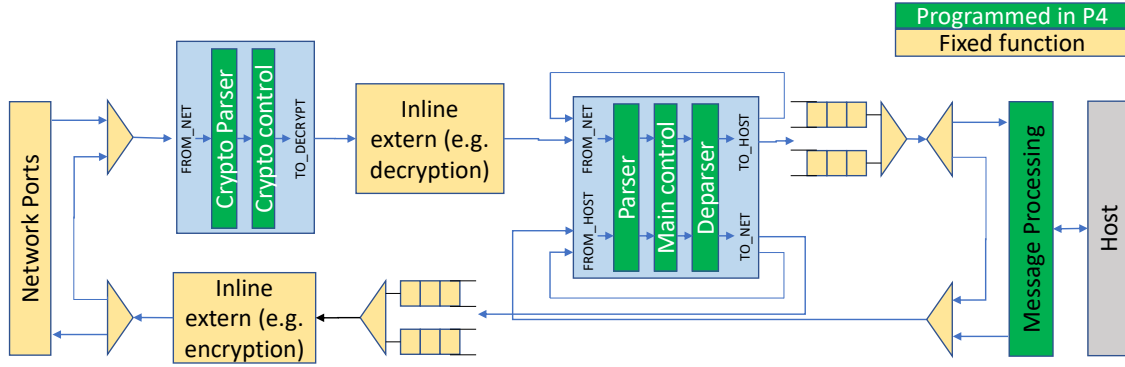 Programmed in P4
Fixed function
Network Ports
FROM_NET
Crypto Parser
Crypto control
TO_DECRYPT
Inline
extern (e.g.
decryption)
FROM_NET
FROM_HOST
Parser
Main control
Deparser
TO_HOST
TO_NET
Message Processing
Host
Inline
extern (e.g.
encryption)